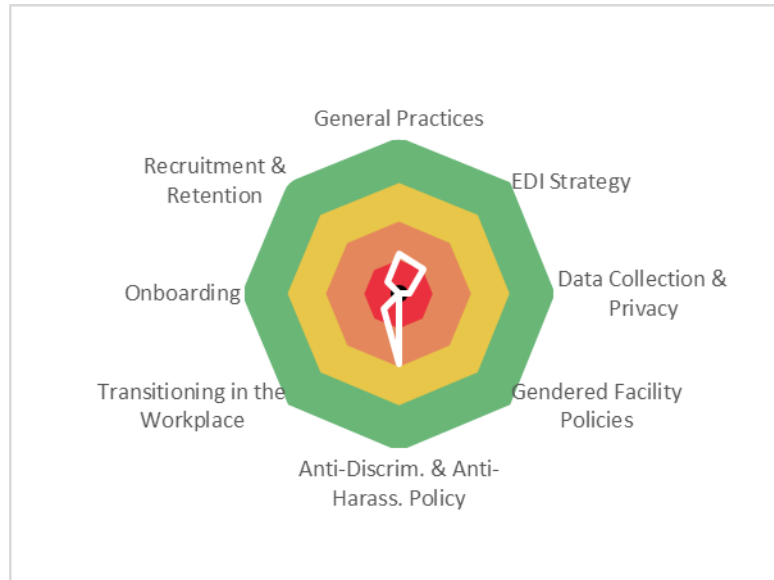 General Practices
EDI Strategy
Data Collection &
Privacy
Gendered Facility
Policies
Anti-Discrim. & Anti-
Harass. Policy
Transitioning in the
Workplace
Onboarding
Recruitment &
Retention